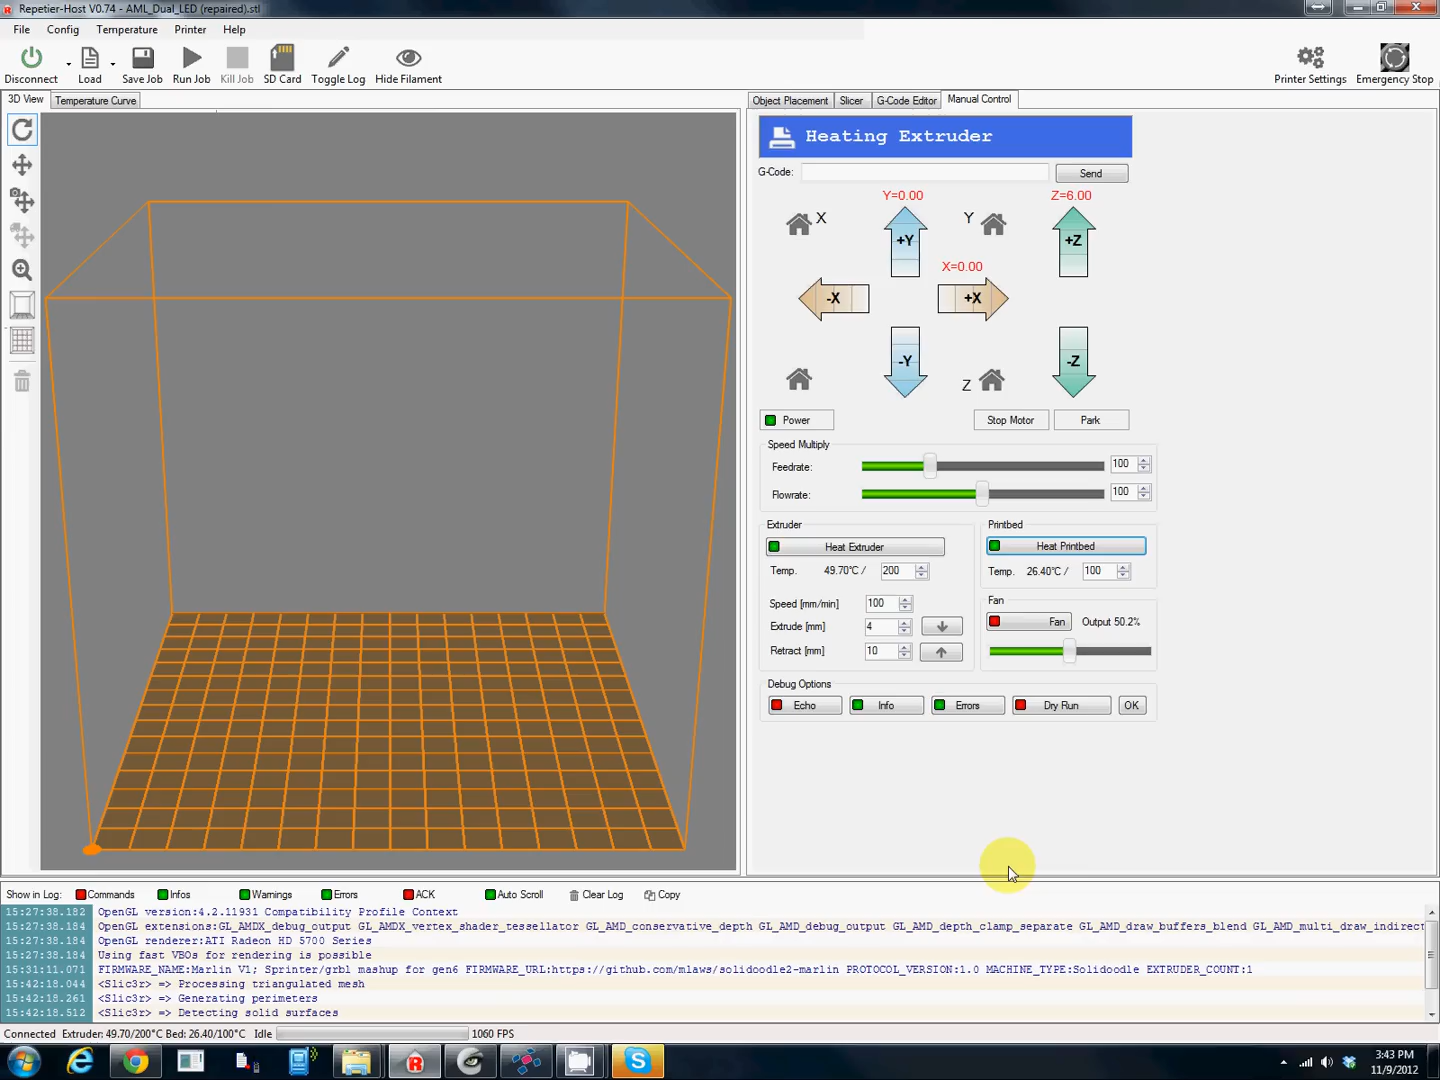 Repetier-Host V0.74 - AML_Dual_LED (repaired).stl
File Config Temperature Printer Help
Disconnect Load Save Job Run Job Kill Job SD Card Toggle Log Hide Filament Printer Settings Emergency Stop
3D View Temperature Curve Object Placement Slicer G-Code Editor Manual Control
Heating Extruder
G-Code: Send
Y=0.00 Z=6.00
X +Y Y +Z
X=0.00
-X +X
-Y -Z
Z
Power Stop Motor Park
Speed Multiply
Feedrate: 100
Flowrate: 100
Extruder Printbed
Heat Extruder Heat Printbed
Temp. 49.70°C / 200 Temp. 26.40°C / 100
Speed [mm/min] 100 Fan
Extrude [mm] 4 Fan Output 50.2%
Retract [mm] 10
Debug Options
Echo Info Errors Dry Run OK
Show in Log: Commands Infos Warnings Errors ACK Auto Scroll Clear Log Copy
15:27:38.182 OpenGL version:4.2.11931 Compatibility Profile Context
15:27:38.184 OpenGL extensions:GL_AMDX_debug_output GL_AMDX_vertex_shader_tessellator GL_AMD_conservative_depth GL_AMD_debug_output GL_AMD_depth_clamp_separate GL_AMD_draw_buffers_blend GL_AMD_multi_draw_indirect
15:27:38.184 OpenGL renderer:ATI Radeon HD 5700 Series
15:27:38.184 Using fast VBOs for rendering is possible
15:31:11.071 FIRMWARE_NAME:Marlin V1; Sprinter/grbl mashup for gen6 FIRMWARE_URL:https://github.com/mlaws/solidoodle2-marlin PROTOCOL_VERSION:1.0 MACHINE_TYPE:Solidoodle EXTRUDER_COUNT:1
15:42:18.044 <Slic3r> => Processing triangulated mesh
15:42:18.261 <Slic3r> => Generating perimeters
15:42:18.512 <Slic3r> => Detecting solid surfaces
Connected Extruder: 49.70/200°C Bed: 26.40/100°C Idle 1060 FPS
3:43 PM
11/9/2012